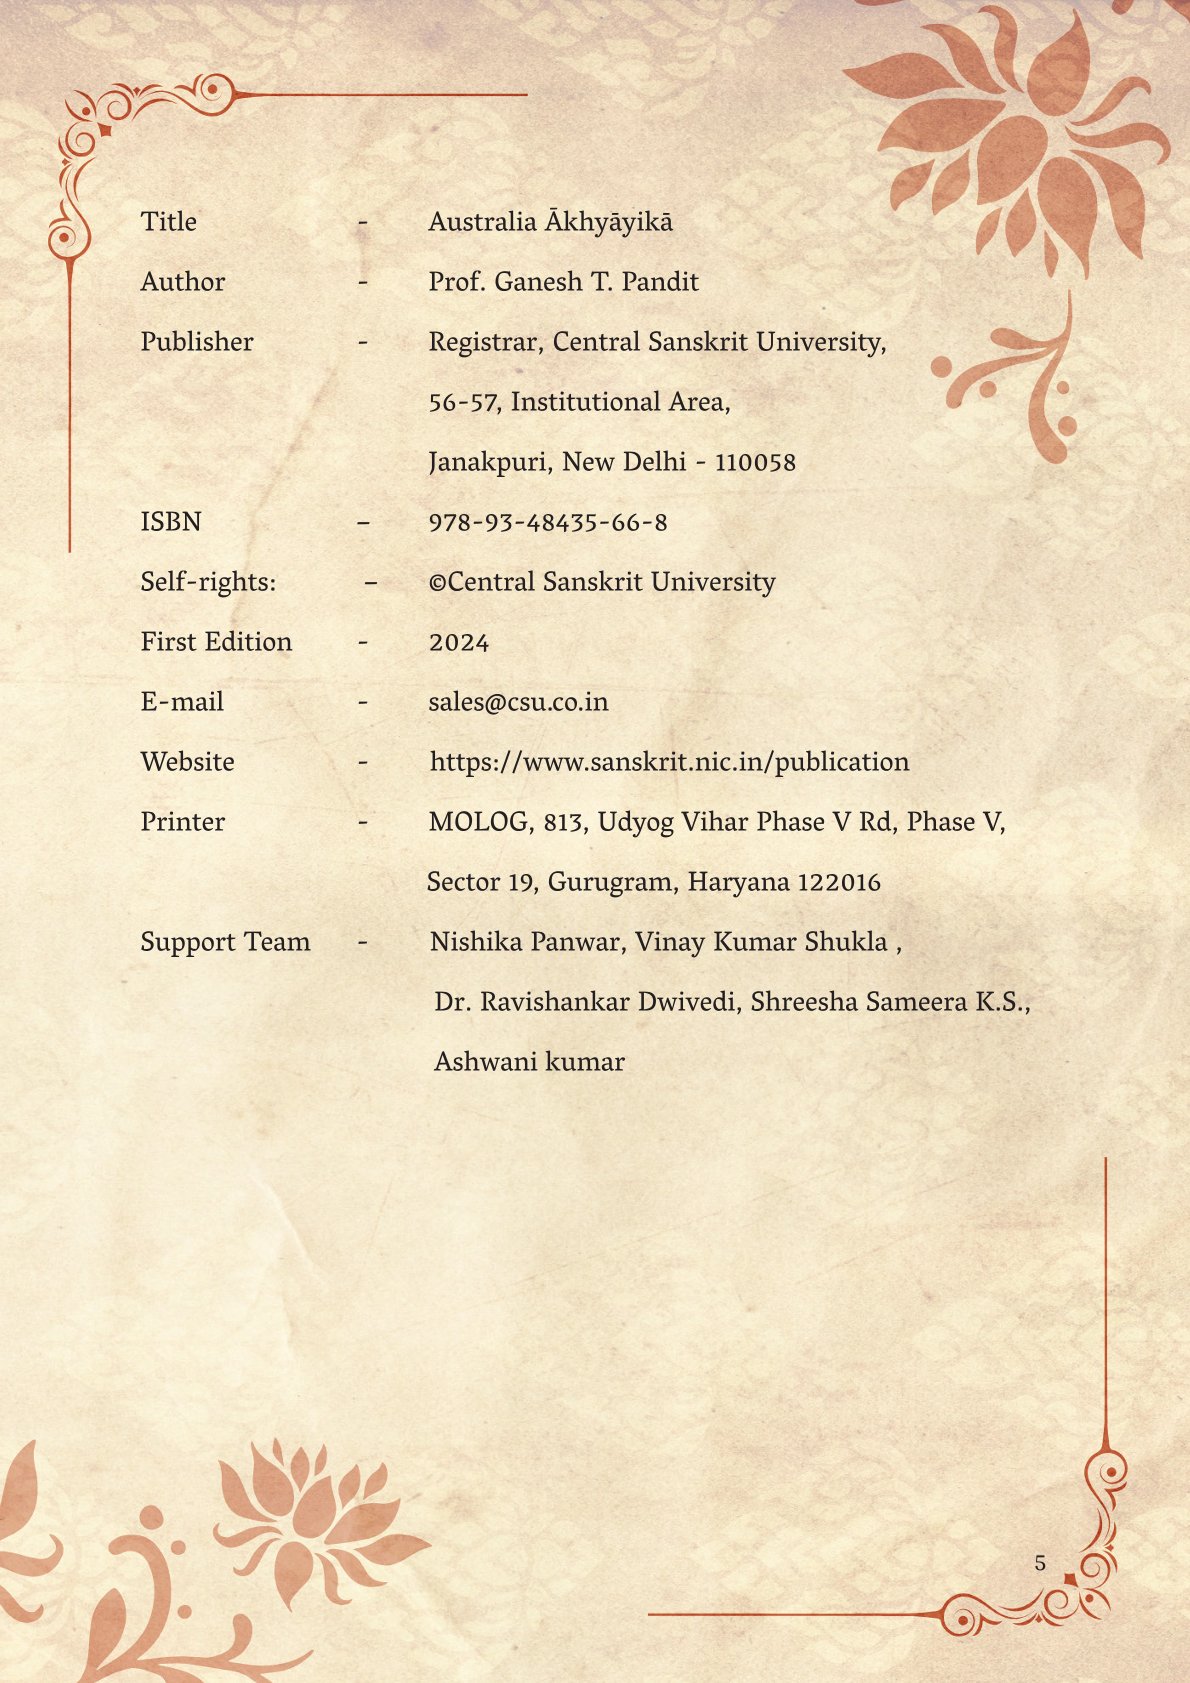 Title - Australia Ākhyāyikā
Author - Prof. Ganesh T. Pandit
Publisher - Registrar, Central Sanskrit University,
56-57, Institutional Area,
Janakpuri, New Delhi - 110058
ISBN – 978-93-48435-66-8
Self-rights: – ©Central Sanskrit University
First Edition - 2024
E-mail - sales@csu.co.in
Website - https://www.sanskrit.nic.in/publication
Printer - MOLOG, 813, Udyog Vihar Phase V Rd, Phase V,
Sector 19, Gurugram, Haryana 122016
Support Team - Nishika Panwar, Vinay Kumar Shukla ,
Dr. Ravishankar Dwivedi, Shreesha Sameera K.S.,
Ashwani kumar
5